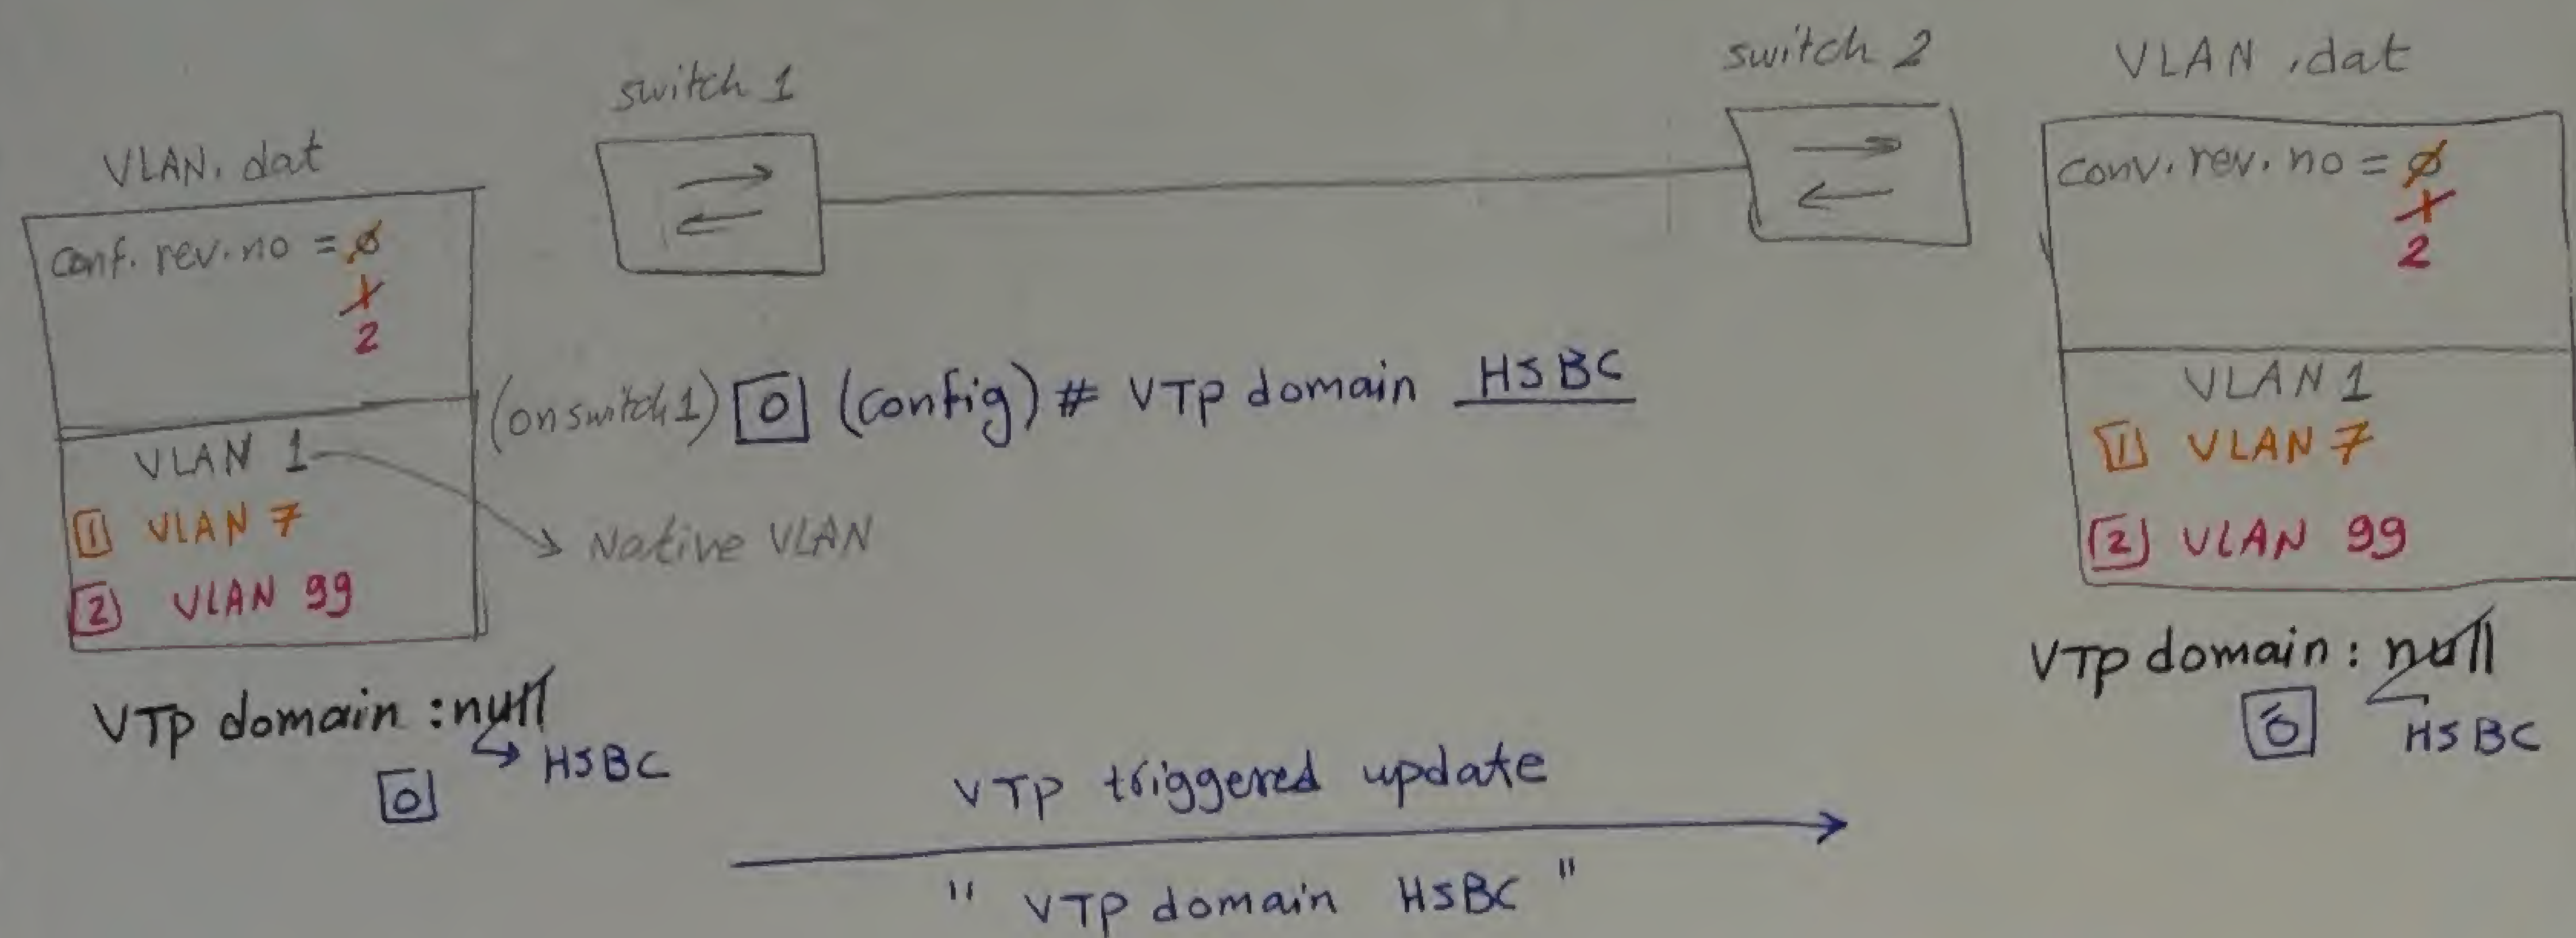 switch 1
switch 2
VLAN. dat
VLAN .dat
conf. rev. no = 0
1
2
VLAN 1
1 VLAN 7
2 VLAN 99
Native VLAN
(on switch 1) 0 (config) # VTP domain HSBC
conv. rev. no = 0
1
2
VLAN 1
1 VLAN 7
2 VLAN 99
VTP domain : null
HSBC
0
VTP domain : null
HSBC
0
VTP triggered update
" VTP domain HSBC "